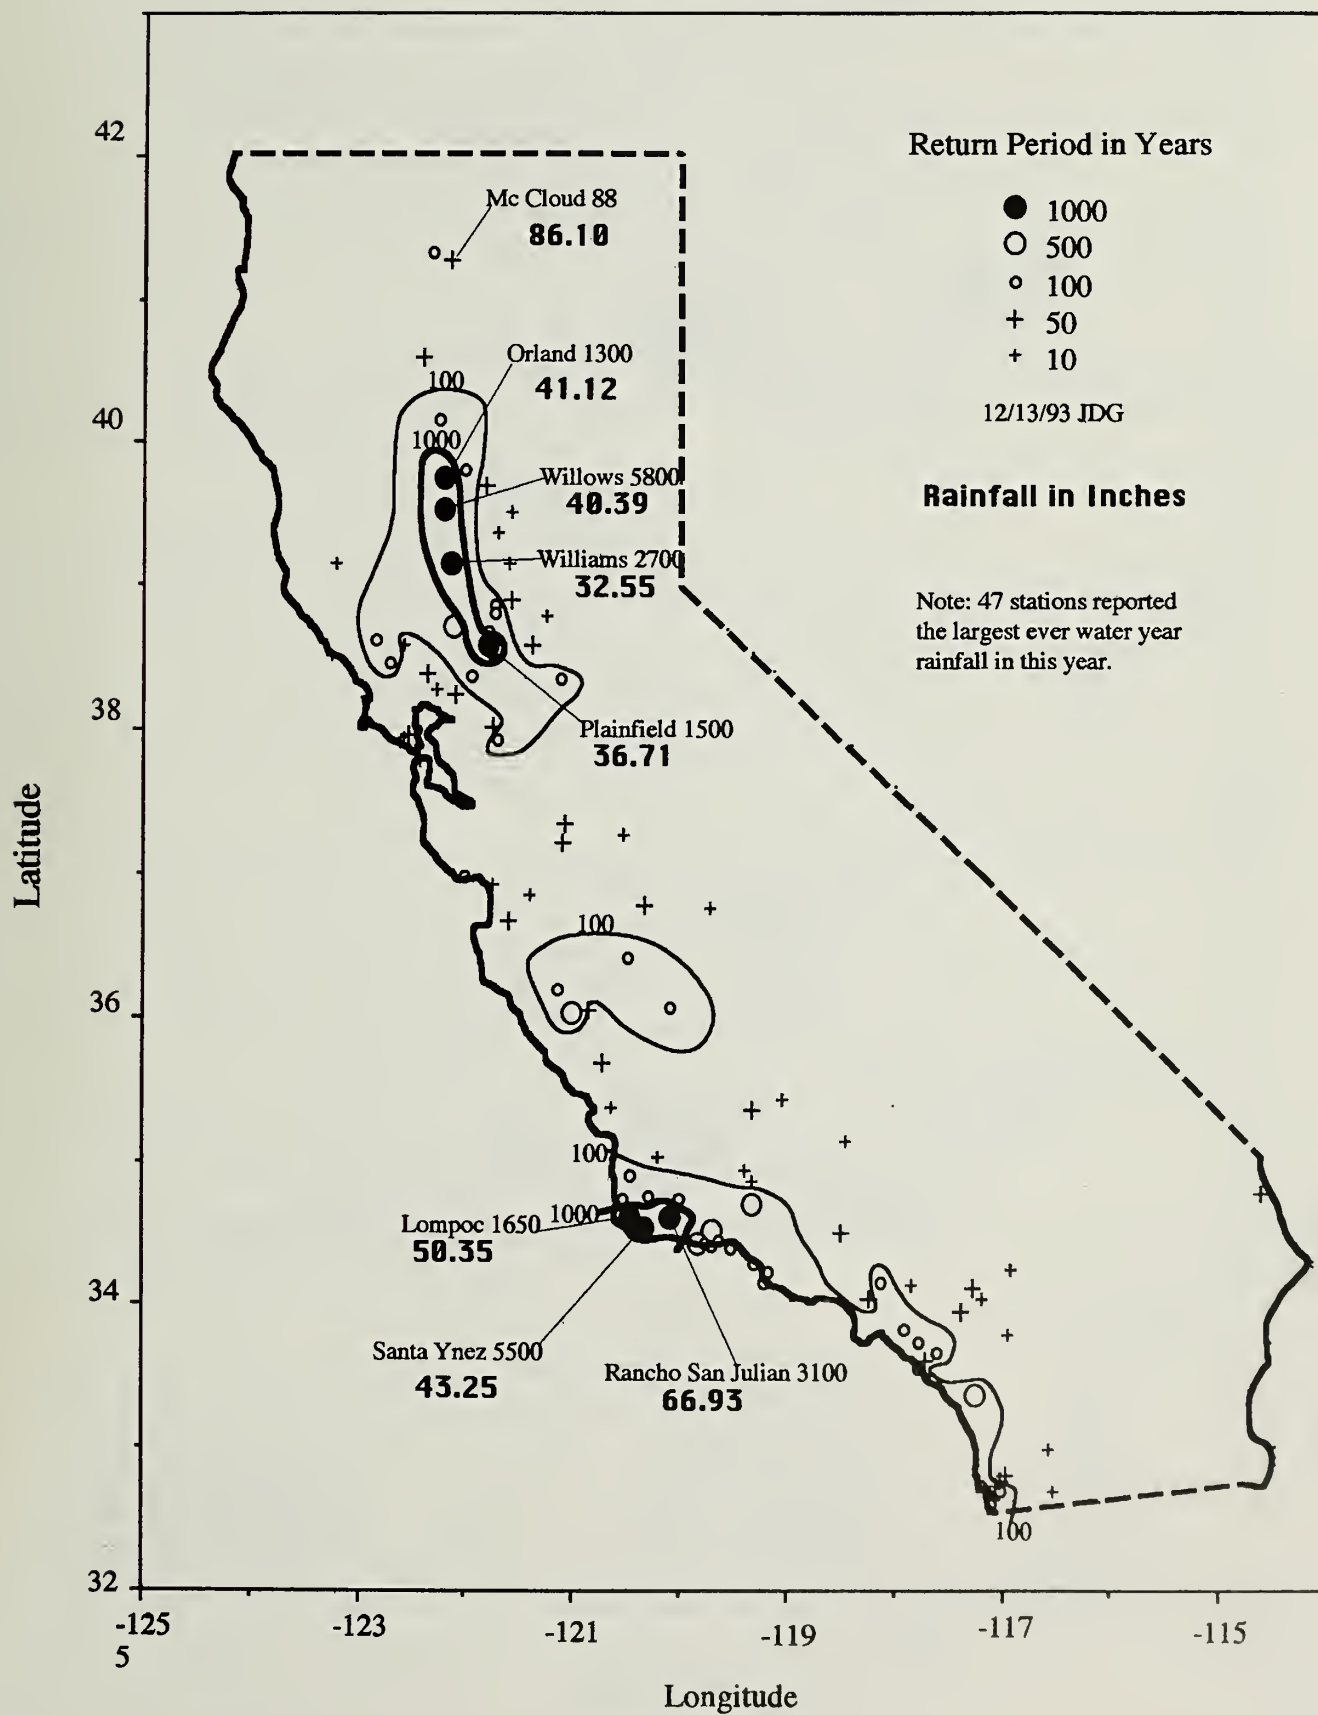 42
Return Period in Years
Mc Cloud 88
86.10
1000
500
100
50
10
Orland 1300
41.12
100
12/13/93 JDG
40
1000
Willows 5800
40.39
Rainfall in Inches
Williams 2700
32.55
Note: 47 stations reported
the largest ever water year
rainfall in this year.
38
Plainfield 1500
36.71
Latitude
100
36
100
1000
Lompoc 1650
50.35
34
Santa Ynez 5500
43.25
Rancho San Julian 3100
66.93
100
32
-125
5
-123
-121
-119
-117
-115
Longitude